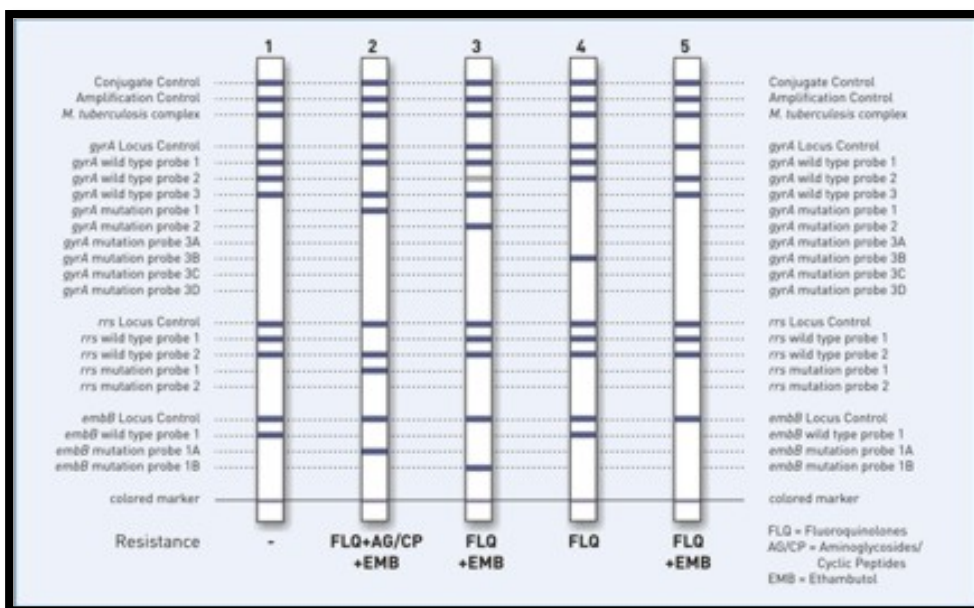 1 2 3 4 5
Conjugate Control Conjugate Control
Amplification Control Amplification Control
M. tuberculosis complex M. tuberculosis complex
gyrA Locus Control gyrA Locus Control
gyrA wild type probe 1 gyrA wild type probe 1
gyrA wild type probe 2 gyrA wild type probe 2
gyrA wild type probe 3 gyrA wild type probe 3
gyrA mutation probe 1 gyrA mutation probe 1
gyrA mutation probe 2 gyrA mutation probe 2
gyrA mutation probe 3A gyrA mutation probe 3A
gyrA mutation probe 3B gyrA mutation probe 3B
gyrA mutation probe 3C gyrA mutation probe 3C
gyrA mutation probe 3D gyrA mutation probe 3D
rrs Locus Control rrs Locus Control
rrs wild type probe 1 rrs wild type probe 1
rrs wild type probe 2 rrs wild type probe 2
rrs mutation probe 1 rrs mutation probe 1
rrs mutation probe 2 rrs mutation probe 2
embB Locus Control embB Locus Control
embB wild type probe 1 embB wild type probe 1
embB mutation probe 1A embB mutation probe 1A
embB mutation probe 1B embB mutation probe 1B
colored marker colored marker
Resistance - FLQ+AG/CP FLQ FLQ FLQ
+EMB +EMB +EMB
FLQ = Fluoroquinolones
AG/CP = Aminoglycosides/
Cyclic Peptides
EMB = Ethambutol